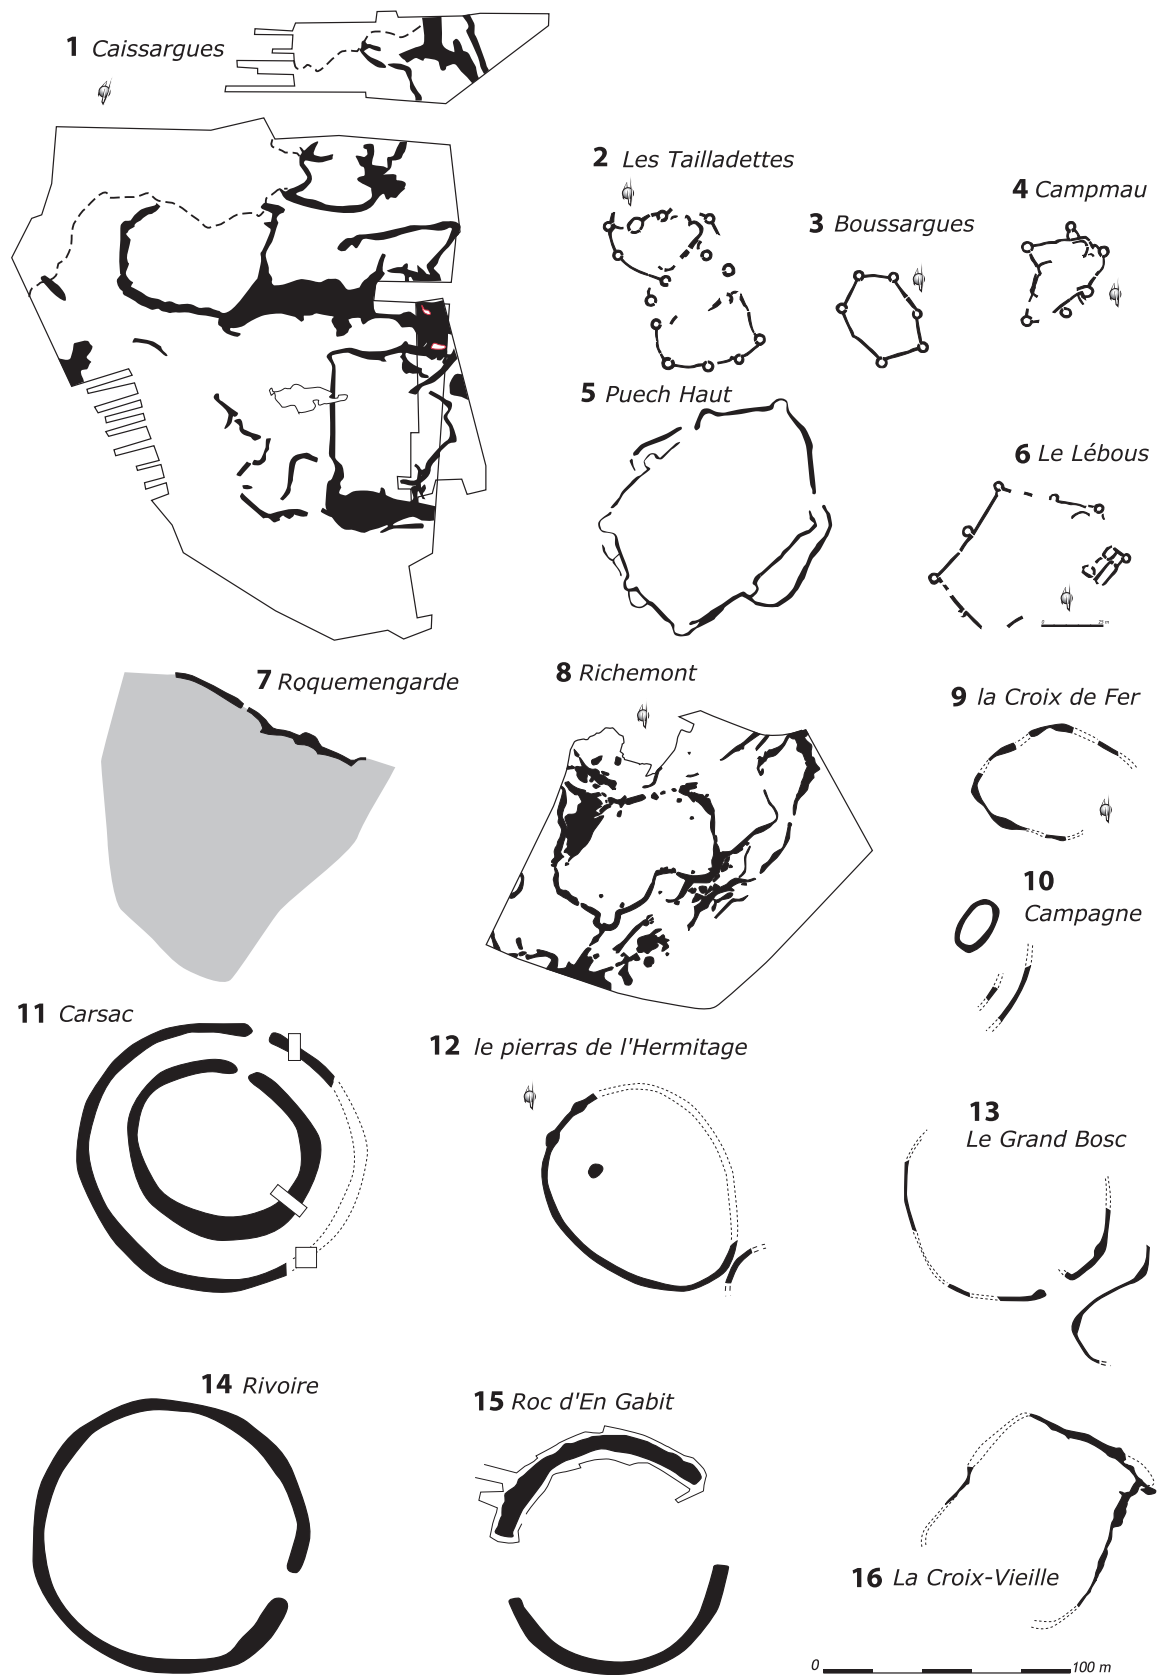 1 Caissargues
2 Les Tailladettes
3 Boussargues
4 Campmau
5 Puech Haut
6 Le Lébous
0 25 m
7 Roquemengarde
8 Richemont
9 la Croix de Fer
10
Campagne
11 Carsac
12 le pierras de l'Hermitage
13
Le Grand Bosc
14 Rivoire
15 Roc d'En Gabit
16 La Croix-Vieille
0 100 m